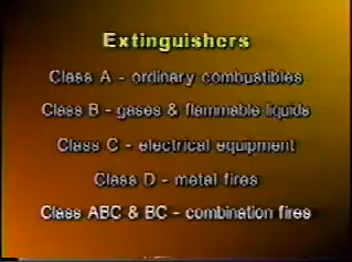 Extinguishers
Class A - ordinary combustibles
Class B - gases & flammable liquids
Class C - electrical equipment
Class D - metal fires
Class ABC & BC - combination fires